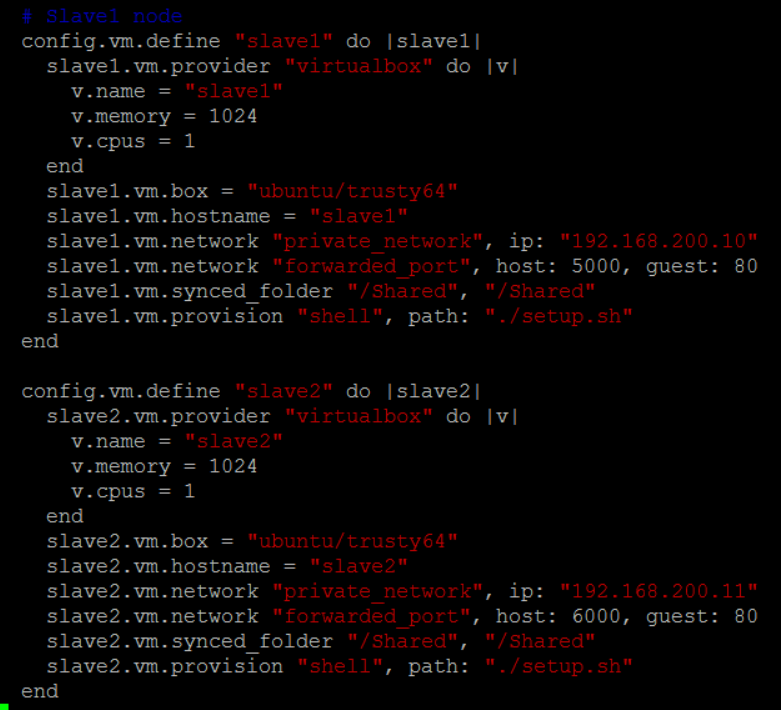 # Slave1 node
config.vm.define "slave1" do |slave1|
  slave1.vm.provider "virtualbox" do |v|
    v.name = "slave1"
    v.memory = 1024
    v.cpus = 1
  end
  slave1.vm.box = "ubuntu/trusty64"
  slave1.vm.hostname = "slave1"
  slave1.vm.network "private_network", ip: "192.168.200.10"
  slave1.vm.network "forwarded_port", host: 5000, guest: 80
  slave1.vm.synced_folder "/Shared", "/Shared"
  slave1.vm.provision "shell", path: "./setup.sh"
end

config.vm.define "slave2" do |slave2|
  slave2.vm.provider "virtualbox" do |v|
    v.name = "slave2"
    v.memory = 1024
    v.cpus = 1
  end
  slave2.vm.box = "ubuntu/trusty64"
  slave2.vm.hostname = "slave2"
  slave2.vm.network "private_network", ip: "192.168.200.11"
  slave2.vm.network "forwarded_port", host: 6000, guest: 80
  slave2.vm.synced_folder "/Shared", "/Shared"
  slave2.vm.provision "shell", path: "./setup.sh"
end